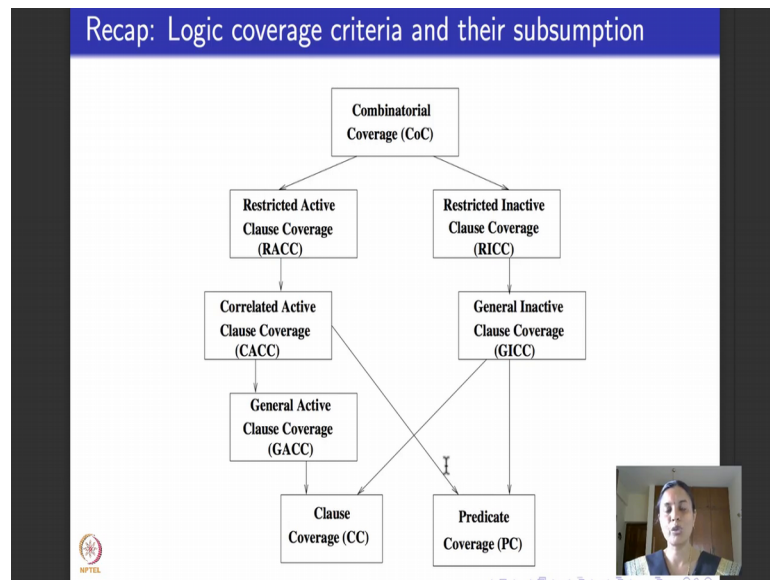 Recap: Logic coverage criteria and their subsumption
Combinatorial
Coverage (CoC)
Restricted Active
Clause Coverage
(RACC)
Restricted Inactive
Clause Coverage
(RICC)
Correlated Active
Clause Coverage
(CACC)
General Inactive
Clause Coverage
(GICC)
General Active
Clause Coverage
(GACC)
Clause
Coverage (CC)
Predicate
Coverage (PC)
NPTEL